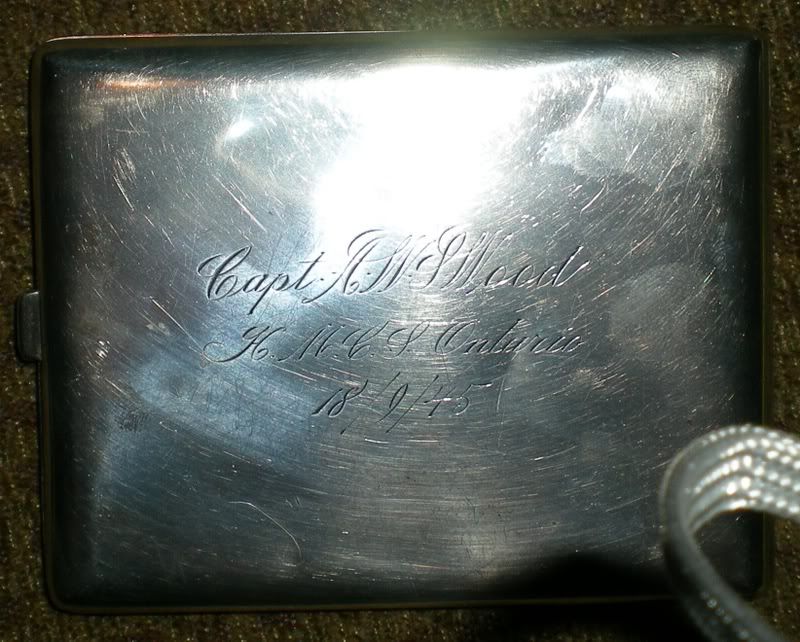 Capt. A.W.S Wood
H.M.C.S. Ontario
18/9/45